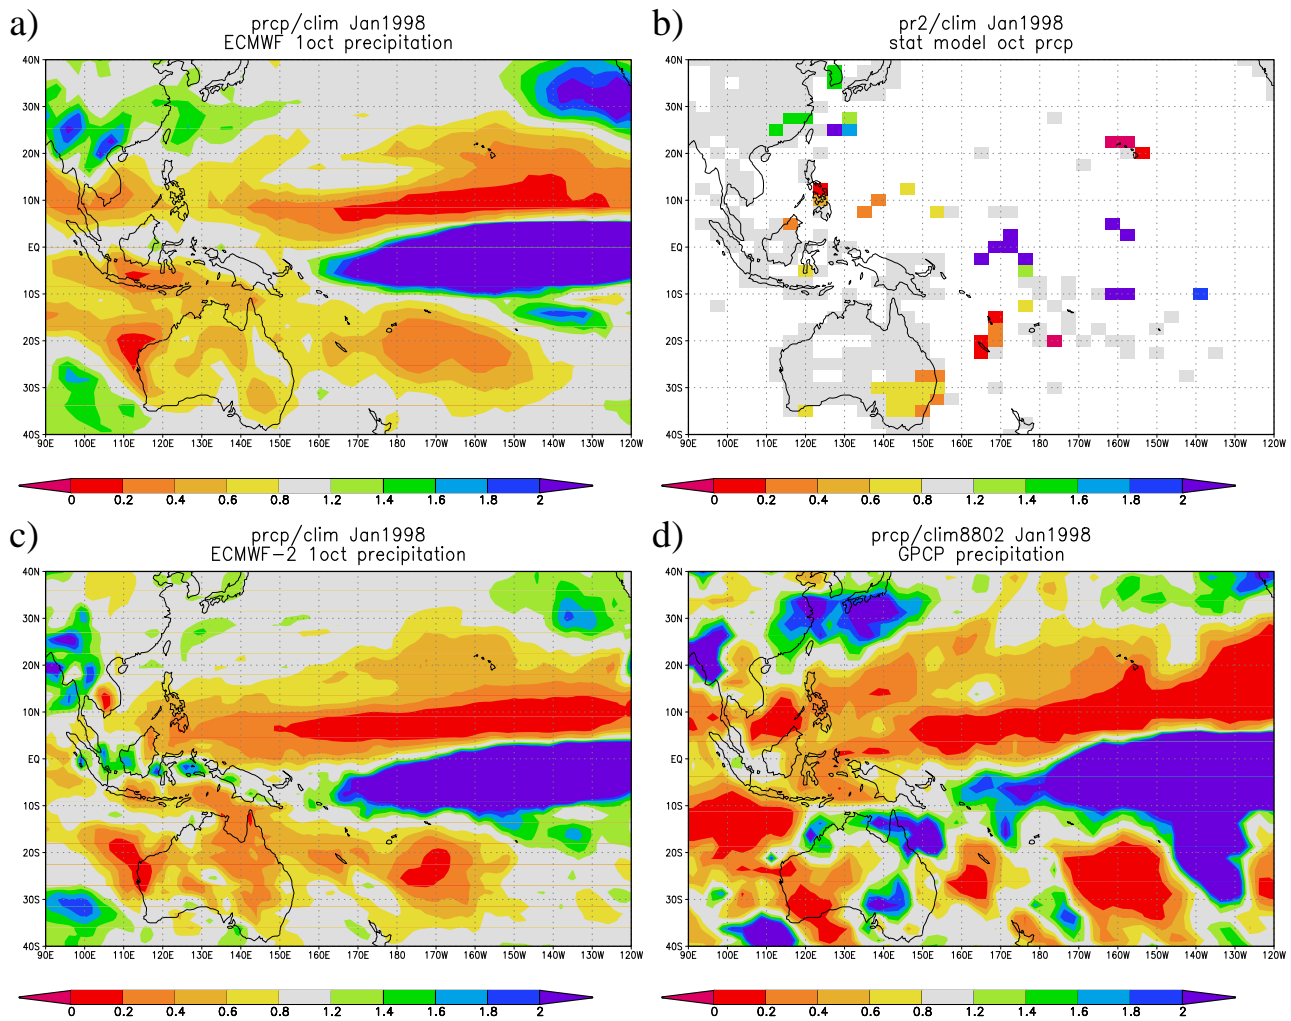 a)
prcp/clim Jan1998
ECMWF 1oct precipitation
40N
30N
20N
10N
EQ
10S
20S
30S
40S
90E 100E 110E 120E 130E 140E 150E 160E 170E 180 170W 160W 150W 140W 130W 120W
0 0.2 0.4 0.6 0.8 1.2 1.4 1.6 1.8 2
b)
pr2/clim Jan1998
stat model oct prcp
40N
30N
20N
10N
EQ
10S
20S
30S
40S
90E 100E 110E 120E 130E 140E 150E 160E 170E 180 170W 160W 150W 140W 130W 120W
0 0.2 0.4 0.6 0.8 1.2 1.4 1.6 1.8 2
c)
prcp/clim Jan1998
ECMWF-2 1oct precipitation
40N
30N
20N
10N
EQ
10S
20S
30S
40S
90E 100E 110E 120E 130E 140E 150E 160E 170E 180 170W 160W 150W 140W 130W 120W
0 0.2 0.4 0.6 0.8 1.2 1.4 1.6 1.8 2
d)
prcp/clim8802 Jan1998
GPCP precipitation
40N
30N
20N
10N
EQ
10S
20S
30S
40S
90E 100E 110E 120E 130E 140E 150E 160E 170E 180 170W 160W 150W 140W 130W 120W
0 0.2 0.4 0.6 0.8 1.2 1.4 1.6 1.8 2